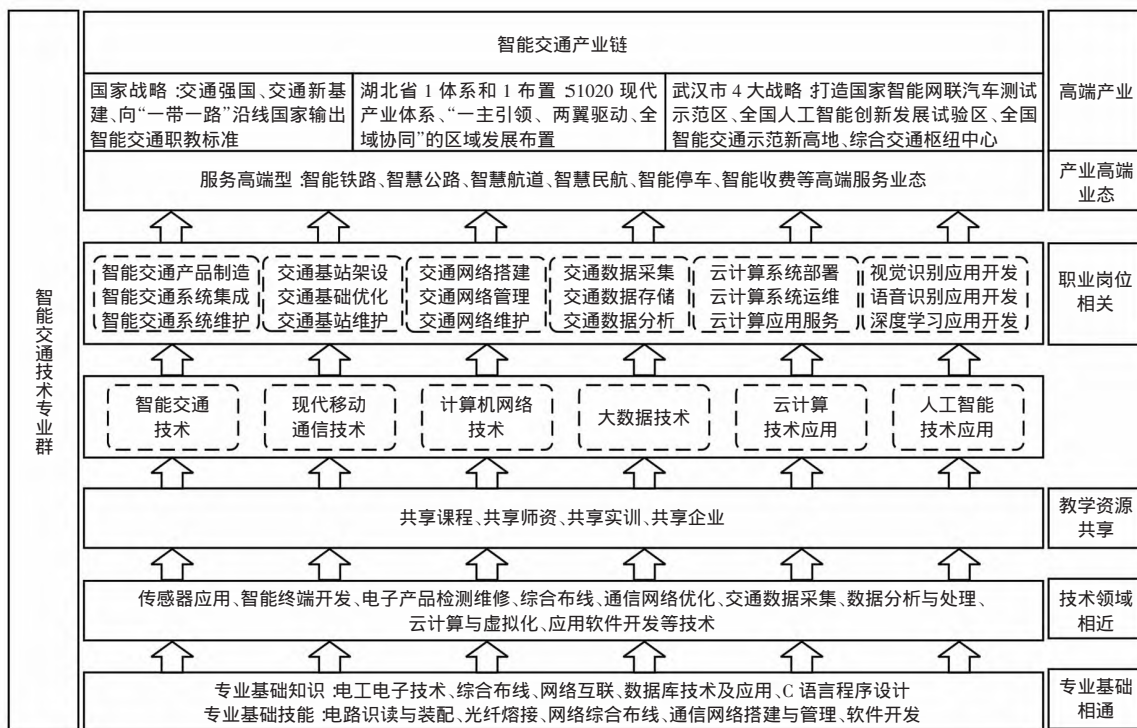 智能交通技术专业群
智能交通产业链
国家战略:交通强国、交通新基
建、向“一带一路”沿线国家输出
智能交通职教标准
湖北省1体系和1布置:51020现代
产业体系、“一主引领、两翼驱动、全
域协同”的区域发展布置
武汉市4大战略:打造国家智能网联汽车测试
示范区、全国人工智能创新发展试验区、全国
智能交通示范新高地、综合交通枢纽中心
高端产业
服务高端型:智能铁路、智慧公路、智慧航道、智慧民航、智能停车、智能收费等高端服务业态
产业高端
业态
智能交通产品制造
智能交通系统集成
智能交通系统维护
交通基站架设
交通基础优化
交通基站维护
交通网络搭建
交通网络管理
交通网络维护
交通数据采集
交通数据存储
交通数据分析
云计算系统部署
云计算系统运维
云计算应用服务
视觉识别应用开发
语音识别应用开发
深度学习应用开发
职业岗位
相关
智能交通
技术
现代移动
通信技术
计算机网络
技术
大数据技术
云计算
技术应用
人工智能
技术应用
共享课程、共享师资、共享实训、共享企业
教学资源
共享
传感器应用、智能终端开发、电子产品检测维修、综合布线、通信网络优化、交通数据采集、数据分析与处理、
云计算与虚拟化、应用软件开发等技术
技术领域
相近
专业基础知识:电工电子技术、综合布线、网络互联、数据库技术及应用、C语言程序设计
专业基础技能:电路识读与装配、光纤熔接、网络综合布线、通信网络搭建与管理、软件开发
专业基础
相通